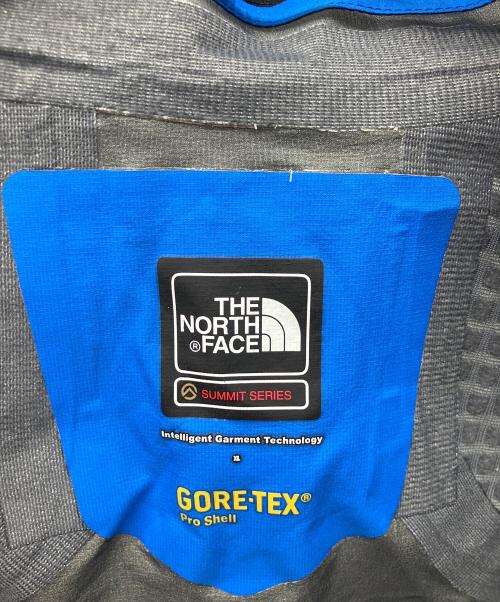 THE
NORTH
® FACE
SUMMIT SERIES
Intelligent Garment Technology
XL
GORE-TEX®
Pro Shell